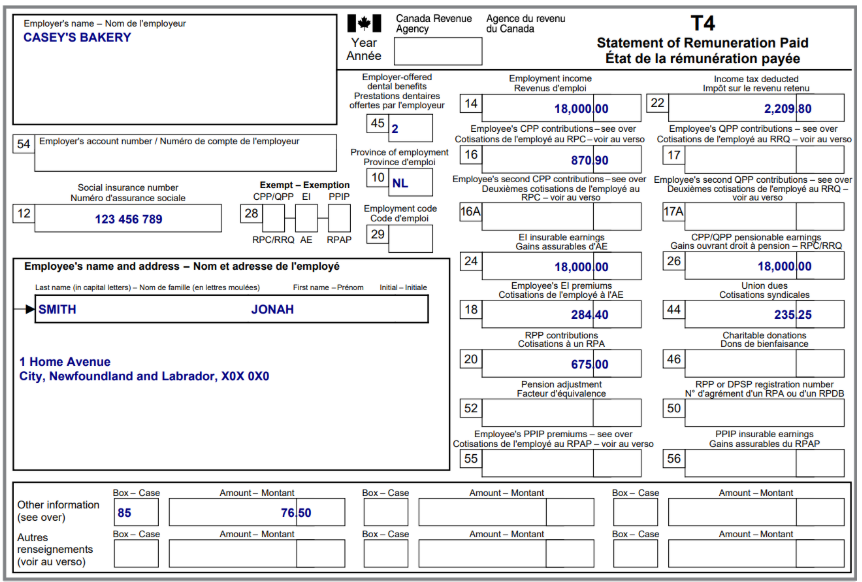 Employer's name – Nom de l'employeur
CASEY'S BAKERY
Canada Revenue
Agency
Agence du revenu
du Canada
Year
Année
T4
Statement of Remuneration Paid
État de la rémunération payée
54
Employer's account number / Numéro de compte de l'employeur
Employer-offered
dental benefits
Prestations dentaires
offertes par l'employeur
45
2
Employment income
Revenus d'emploi
14
18,000.00
Income tax deducted
Impôt sur le revenu retenu
22
2,209.80
Province of employment
Province d'emploi
10
NL
Employee's CPP contributions – see over
Cotisations de l'employé au RPC – voir au verso
16
870.90
Employee's QPP contributions – see over
Cotisations de l'employé au RRQ – voir au verso
17
Social insurance number
Numéro d'assurance sociale
12
123 456 789
Exempt – Exemption
CPP/QPP EI PPIP
28
RPC/RRQ AE RPAP
Employment code
Code d'emploi
29
Employee's second CPP contributions – see over
Deuxièmes cotisations de l'employé au
RPC – voir au verso
16A
Employee's second QPP contributions – see over
Deuxièmes cotisations de l'employé au RRQ –
voir au verso
17A
EI insurable earnings
Gains assurables d'AE
24
18,000.00
CPP/QPP pensionable earnings
Gains ouvrant droit à pension – RPC/RRQ
26
18,000.00
Employee's name and address – Nom et adresse de l'employé
Last name (in capital letters) – Nom de famille (en lettres moulées) First name – Prénom Initial – Initiale
SMITH JONAH
1 Home Avenue
City, Newfoundland and Labrador, X0X 0X0
Employee's EI premiums
Cotisations de l'employé à l'AE
18
284.40
Union dues
Cotisations syndicales
44
235.25
RPP contributions
Cotisations à un RPA
20
675.00
Charitable donations
Dons de bienfaisance
46
Pension adjustment
Facteur d'équivalence
52
RPP or DPSP registration number
N° d'agrément d'un RPA ou d'un RPDB
50
Employee's PPIP premiums – see over
Cotisations de l'employé au RPAP – voir au verso
55
PPIP insurable earnings
Gains assurables du RPAP
56
Other information
(see over)
Box – Case Amount – Montant Box – Case Amount – Montant Box – Case Amount – Montant
85 76.50
Autres
renseignements
(voir au verso)
Box – Case Amount – Montant Box – Case Amount – Montant Box – Case Amount – Montant